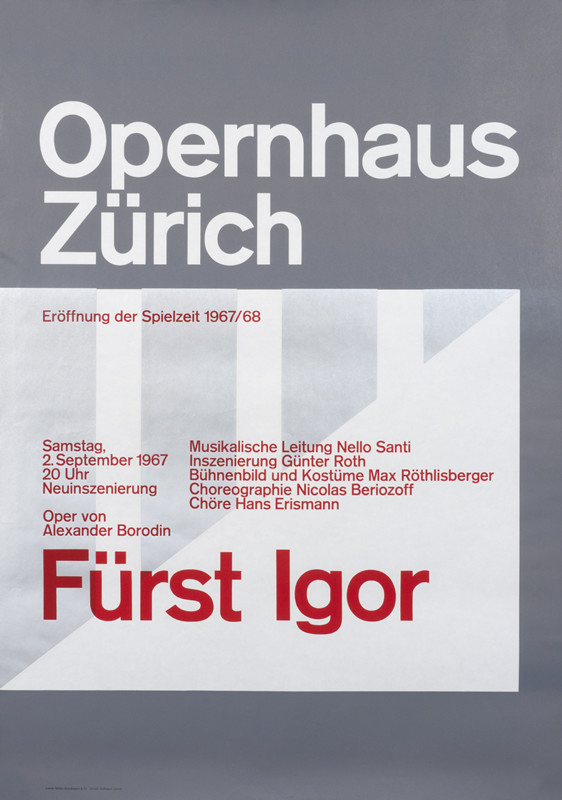 Opernhaus
Zürich
Eröffnung der Spielzeit 1967/68
Samstag,
2. September 1967
20 Uhr
Neuinszenierung
Musikalische Leitung Nello Santi
Inszenierung Günter Roth
Bühnenbild und Kostüme Max Röthlisberger
Choreographie Nicolas Beriozoff
Chöre Hans Erismann
Oper von
Alexander Borodin
Fürst Igor